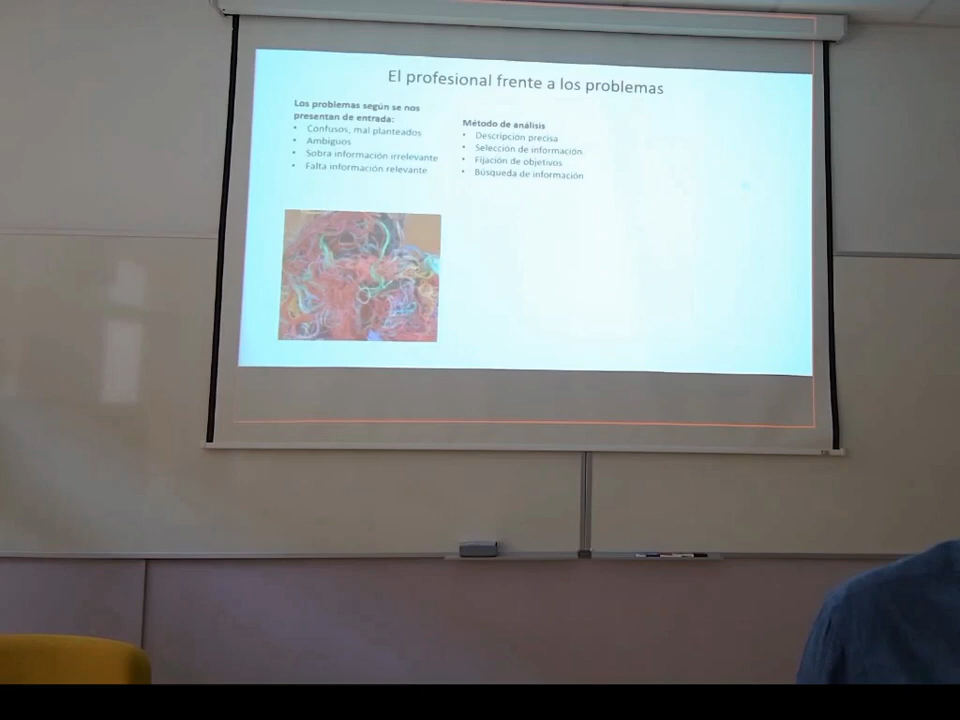 El profesional frente a los problemas
Los problemas según se nos
presentan de entrada:
• Confusos, mal planteados
• Ambiguos
• Sobra información irrelevante
• Falta información relevante
Método de análisis
• Descripción precisa
• Selección de información
• Fijación de objetivos
• Búsqueda de información